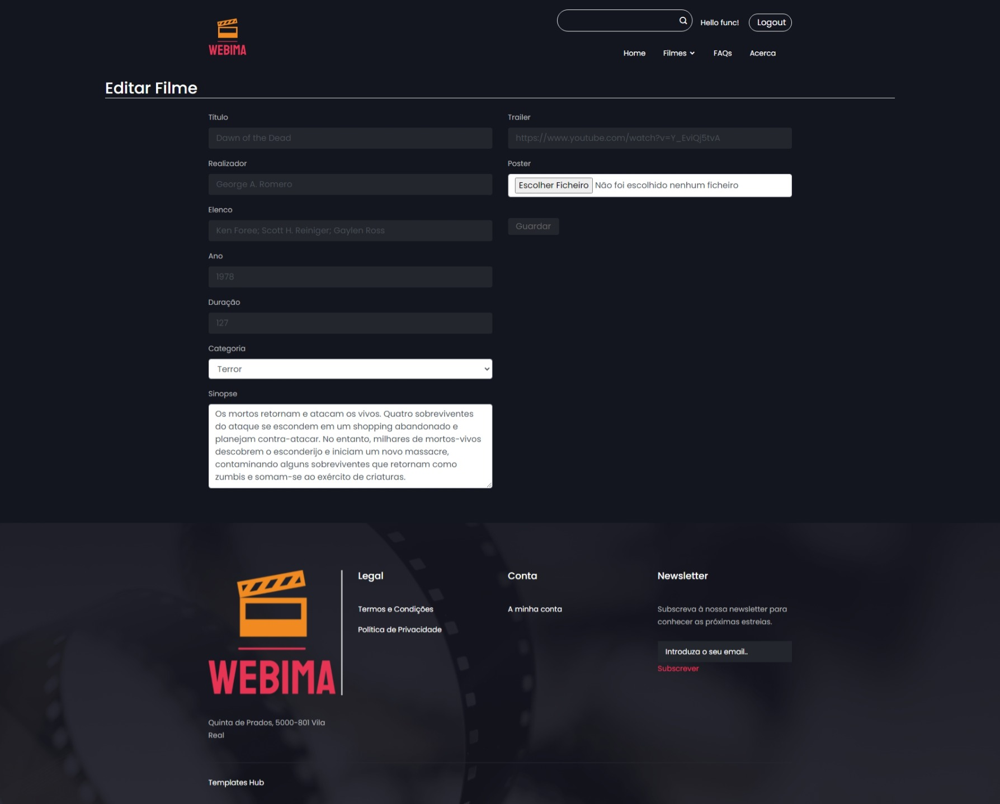 WEBIMA
Hello func!
Logout
Home
Filmes
FAQs
Acerca
Editar Filme
Título
Dawn of the Dead
Realizador
George A. Romero
Elenco
Ken Foree; Scott H. Reiniger; Gaylen Ross
Ano
1978
Duração
127
Categoria
Terror
Sinopse
Os mortos retornam e atacam os vivos. Quatro sobreviventes
do ataque se escondem em um shopping abandonado e
planejam contra-atacar. No entanto, milhares de mortos-vivos
descobrem o esconderijo e iniciam um novo massacre,
contaminando alguns sobreviventes que retornam como
zumbis e somam-se ao exército de criaturas.
Trailer
https://www.youtube.com/watch?v=Y_EviQj5tvA
Poster
Escolher Ficheiro Não foi escolhido nenhum ficheiro
Guardar
WEBIMA
Quinta de Prados, 5000-801 Vila
Real
Legal
Termos e Condições
Política de Privacidade
Conta
A minha conta
Newsletter
Subscreva à nossa newsletter para
conhecer as próximas estreias.
Introduza o seu email..
Subscrever
Templates Hub